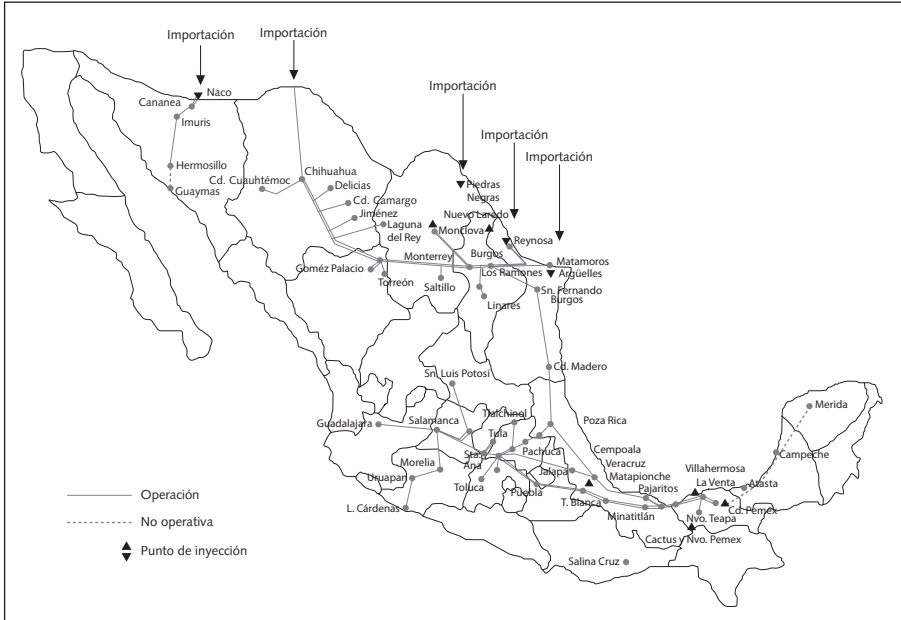 Importación
Importación
Importación
Importación
Importación
Naco
Cananea
Imuris
Hermosillo
Guaymas
Cd. Cuauhtémoc
Chihuahua
Delicias
Cd. Camargo
Jiménez
Laguna
del Rey
Piedras
Negras
Nuevo Laredo
Monclova
Reynosa
Burgos
Monterrey
Matamoros
Argüelles
Goméz Palacio
Torreón
Saltillo
Los Ramones
Linares
Sn. Fernando
Burgos
Cd. Madero
Sn. Luis Potosí
Guadalajara
Salamanca
Tlalchinol
Tula
Poza Rica
Merida
Morelia
Sta.
Ana
Pachuca
Cempoala
Veracruz
Matapionche
Campeche
Uruapan
Toluca
Jalapa
Pajaritos
Villahermosa
La Venta
Atasta
Puebla
T. Blanca
Minatitlán
Nvo. Teapa
Cd. Pemex
L. Cárdenas
Cactus y Nvo. Pemex
Salina Cruz
Operación
No operativa
Punto de inyección